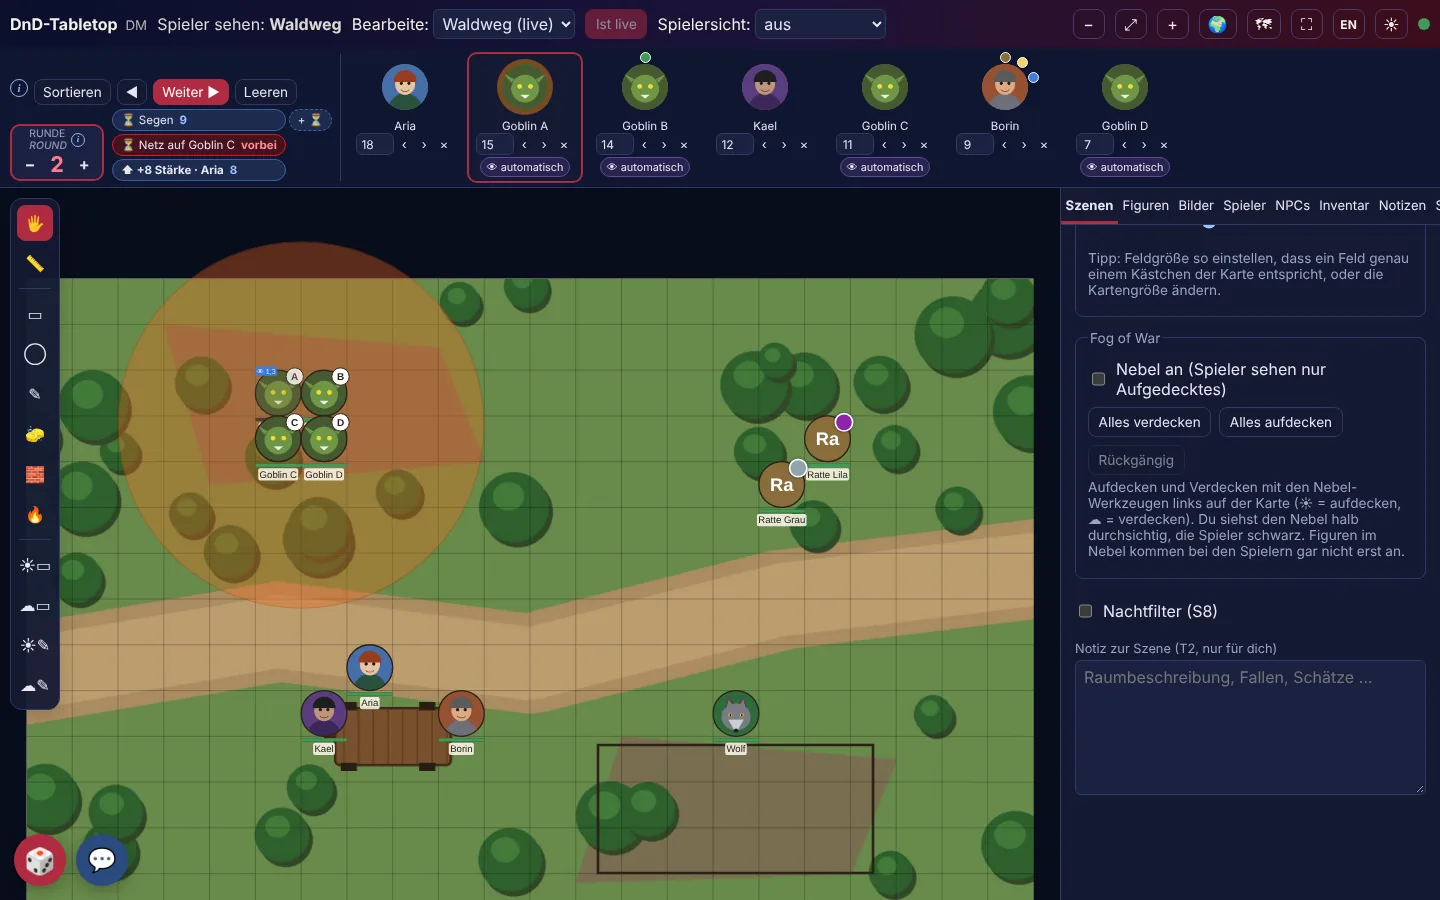 DnD-Tabletop DM Spieler sehen: Waldweg Bearbeite: Waldweg (live) Ist live Spielersicht: aus
EN
Sortieren Weiter Leeren
RUNDE
ROUND
− 2 +
Segen 9
+
Netz auf Goblin C vorbei
+8 Stärke · Aria 8
Aria
18 ‹ › ×
Goblin A
15 ‹ › ×
automatisch
Goblin B
14 ‹ › ×
automatisch
Kael
12 ‹ › ×
Goblin C
11 ‹ › ×
automatisch
Borin
9 ‹ › ×
Goblin D
7 ‹ › ×
automatisch
1,3
A
B
C
D
Goblin C
Goblin D
Ra
Ratte Lila
Ra
Ratte Grau
Aria
Kael
Borin
Wolf
Szenen Figuren Bilder Spieler NPCs Inventar Notizen S
Tipp: Feldgröße so einstellen, dass ein Feld genau
einem Kästchen der Karte entspricht, oder die
Kartengröße ändern.
Fog of War
Nebel an (Spieler sehen nur
Aufgedecktes)
Alles verdecken Alles aufdecken
Rückgängig
Aufdecken und Verdecken mit den Nebel-
Werkzeugen links auf der Karte (☀ = aufdecken,
☁ = verdecken). Du siehst den Nebel halb
durchsichtig, die Spieler schwarz. Figuren im
Nebel kommen bei den Spielern gar nicht erst an.
Nachtfilter (S8)
Notiz zur Szene (T2, nur für dich)
Raumbeschreibung, Fallen, Schätze ...